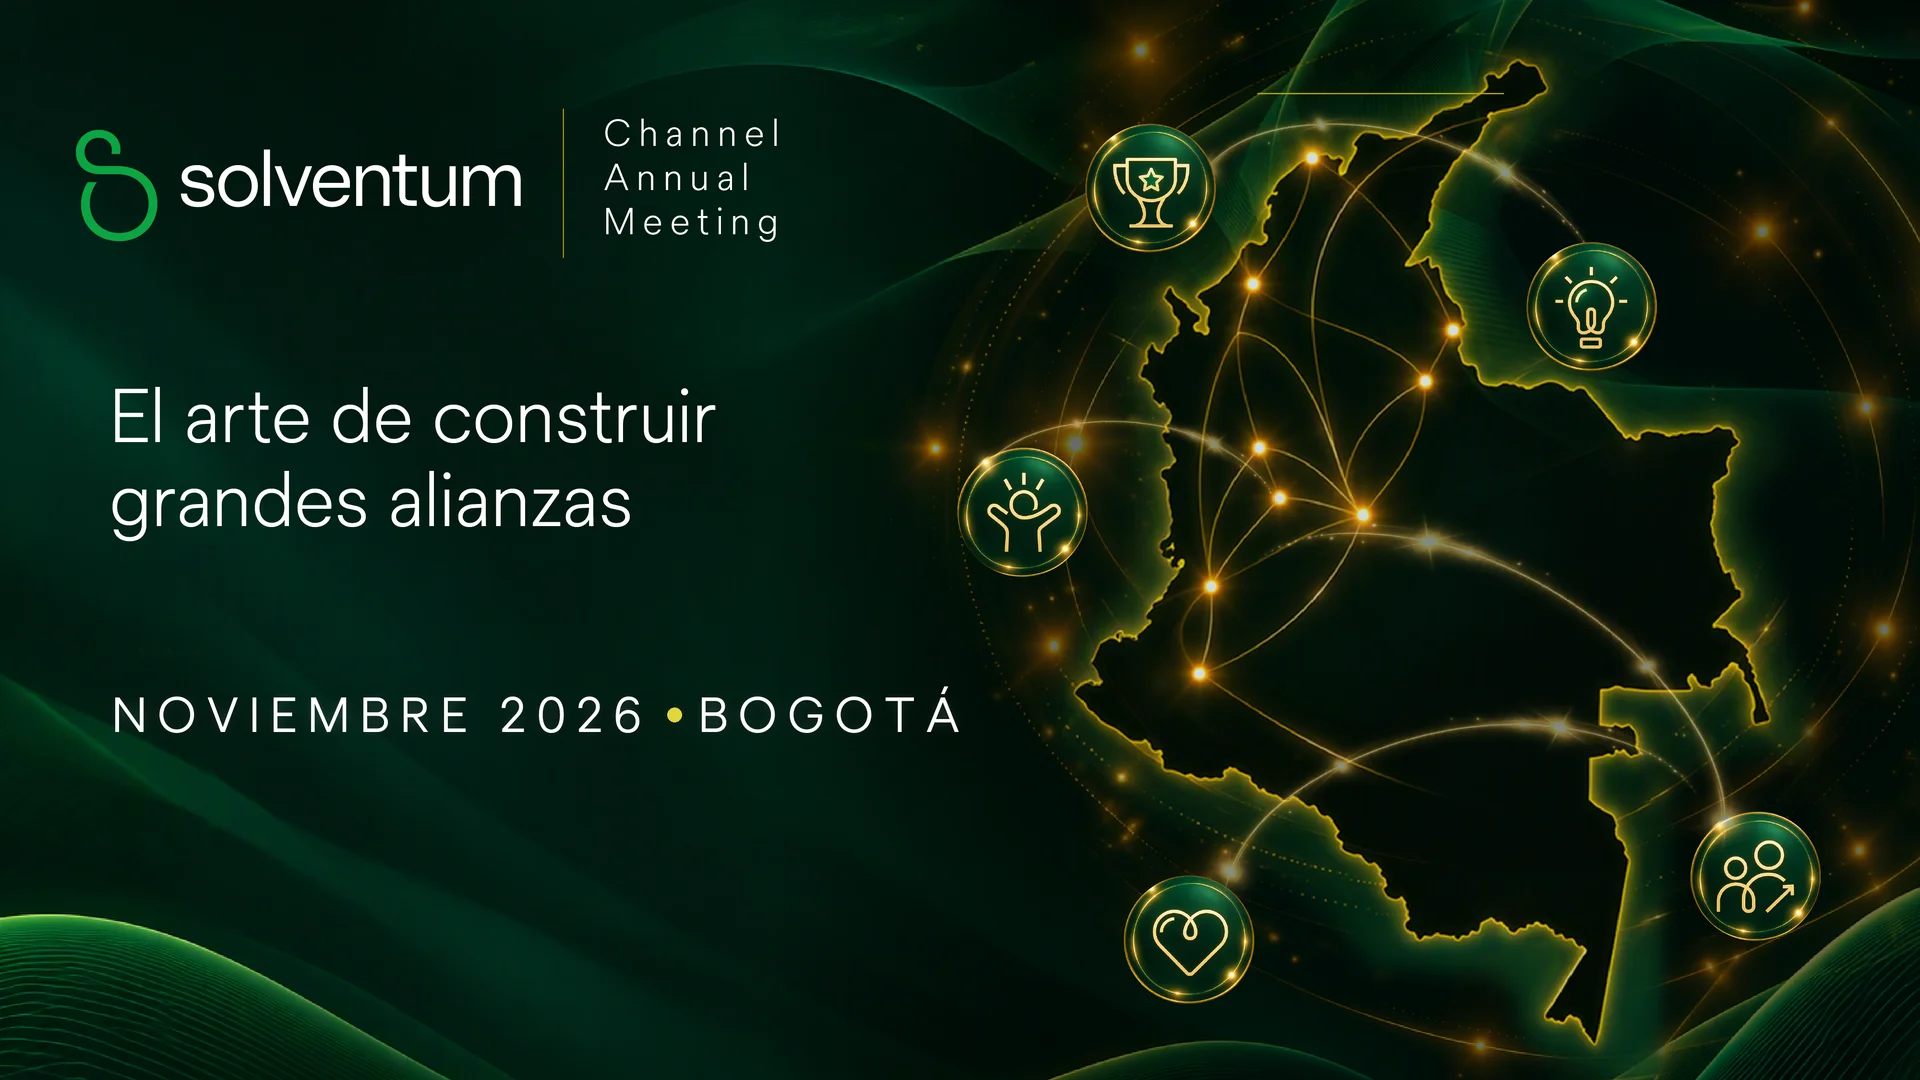 solventum
Channel
Annual
Meeting
El arte de construir
grandes alianzas
NOVIEMBRE 2026 • BOGOTÁ